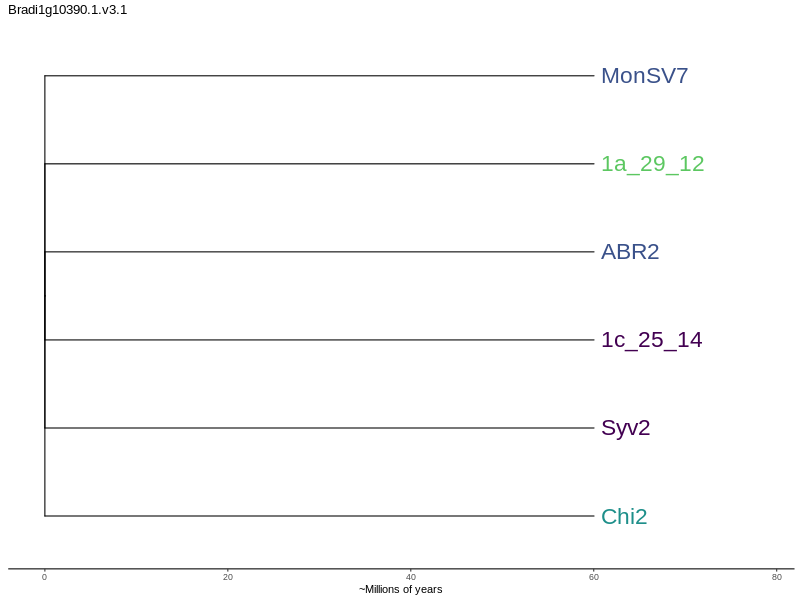 Bradi1g10390.1.v3.1
MonSV7
1a_29_12
ABR2
1c_25_14
Syv2
Chi2
0 20 40 60 80
~Millions of years